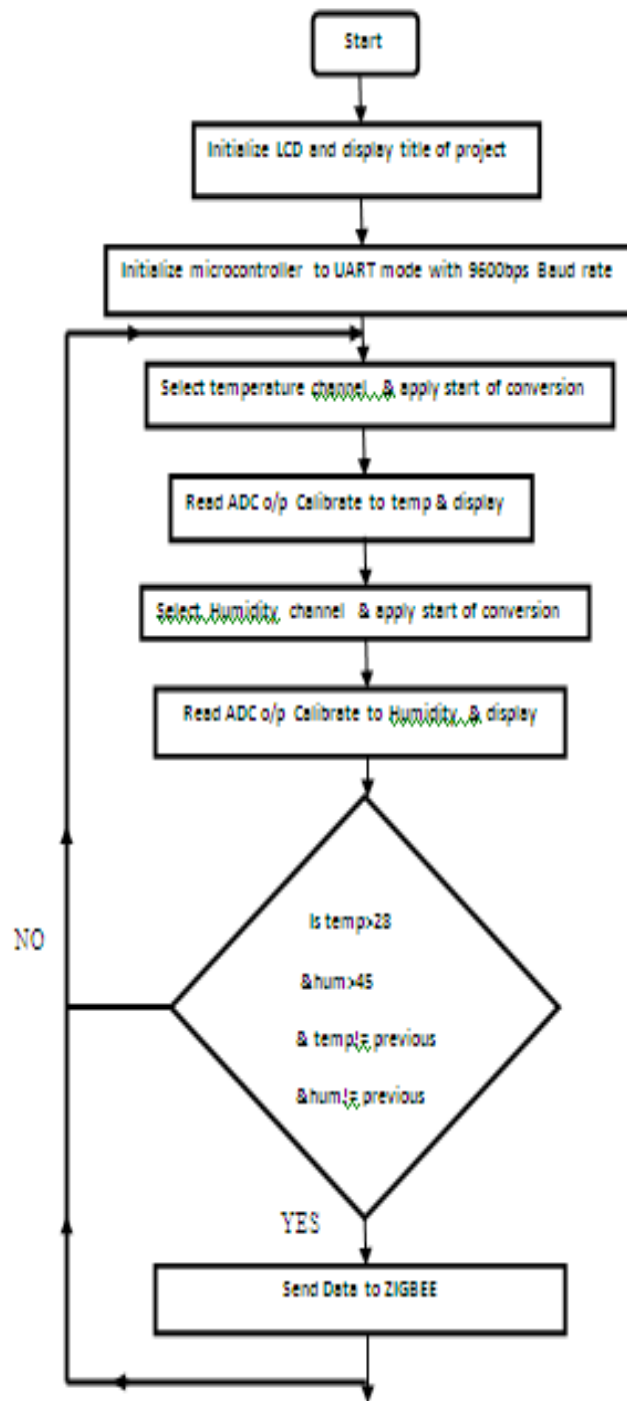 Start
Initialize LCD and display title of project
Initialize microcontroller to UART mode with 9600bps Baud rate
Select temperature channel & apply start of conversion
Read ADC o/p Calibrate to temp & display
Select Humidity channel & apply start of conversion
Read ADC o/p Calibrate to Humidity & display
Is temp>28
&hum>45
& temp!= previous
&hum!= previous
NO
YES
Send Data to ZIGBEE